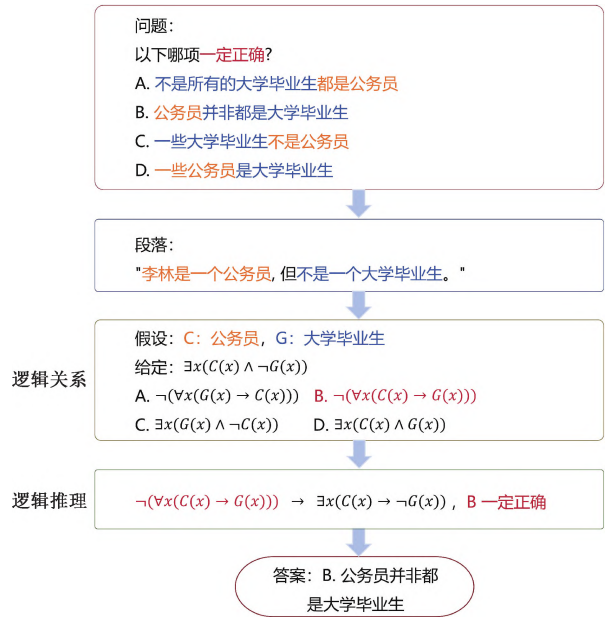 问题：
以下哪项一定正确?
A. 不是所有的大学毕业生都是公务员
B. 公务员并非都是大学毕业生
C. 一些大学毕业生不是公务员
D. 一些公务员是大学毕业生
段落：
"李林是一个公务员, 但不是一个大学毕业生。"
逻辑关系
假设：C：公务员，G：大学毕业生
给定：∃x(C(x) ∧ ¬G(x))
A. ¬(∀x(G(x) → C(x))) B. ¬(∀x(C(x) → G(x)))
C. ∃x(G(x) ∧ ¬C(x)) D. ∃x(C(x) ∧ G(x))
逻辑推理
¬(∀x(C(x) → G(x))) → ∃x(C(x) → ¬G(x)) ，B 一定正确
答案：B. 公务员并非都
是大学毕业生